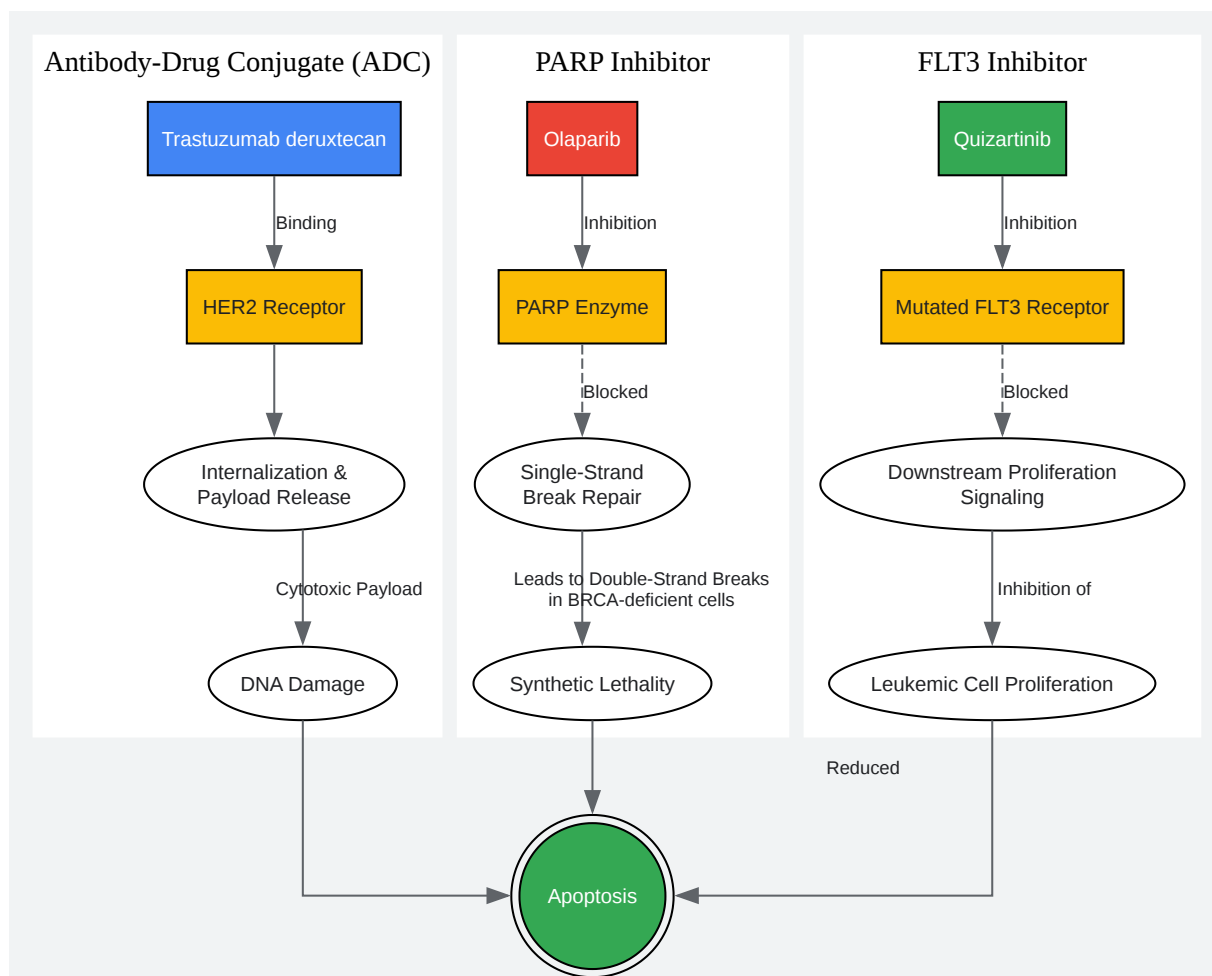 Antibody-Drug Conjugate (ADC)
Trastuzumab deruxtecan
Binding
HER2 Receptor
Internalization &
Payload Release
Cytotoxic Payload
DNA Damage
PARP Inhibitor
Olaparib
Inhibition
PARP Enzyme
Blocked
Single-Strand
Break Repair
Leads to Double-Strand Breaks
in BRCA-deficient cells
Synthetic Lethality
FLT3 Inhibitor
Quizartinib
Inhibition
Mutated FLT3 Receptor
Blocked
Downstream Proliferation
Signaling
Inhibition of
Leukemic Cell Proliferation
Reduced
Apoptosis